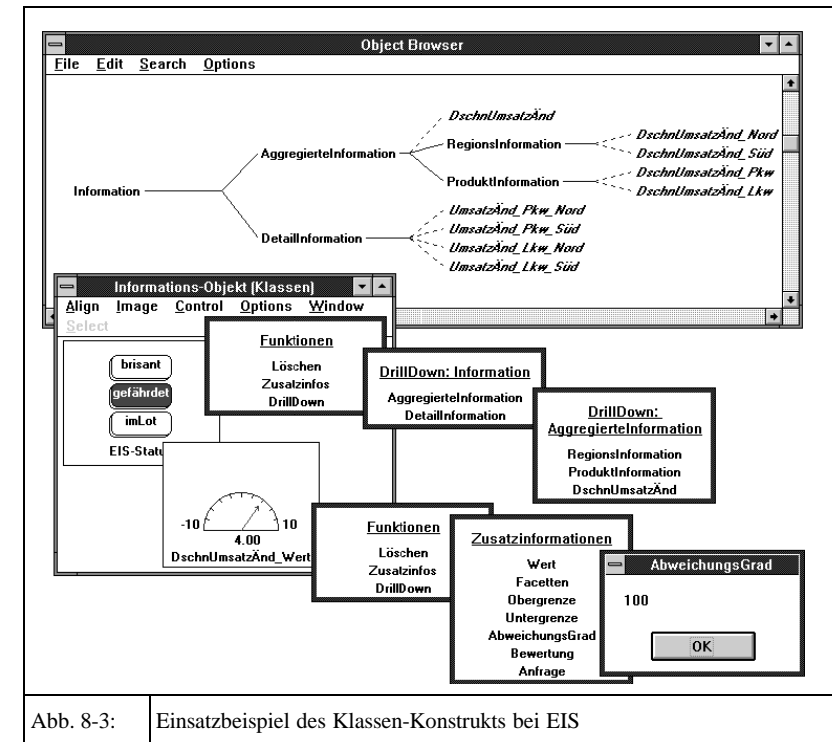 Object Browser
File Edit Search Options
DschnUmsatzÄnd
AggregierteInformation
RegionsInformation
DschnUmsatzÄnd_Nord
DschnUmsatzÄnd_Süd
Information
ProduktInformation
DschnUmsatzÄnd_Pkw
DschnUmsatzÄnd_Lkw
DetailInformation
UmsatzÄnd_Pkw_Nord
UmsatzÄnd_Pkw_Süd
UmsatzÄnd_Lkw_Nord
UmsatzÄnd_Lkw_Süd
Informations-Objekt (Klassen)
Align Image Control Options Window
Select
brisant
gefährdet
imLot
EIS-Statu
Funktionen
Löschen
Zusatzinfos
DrillDown
DrillDown: Information
AggregierteInformation
DetailInformation
DrillDown:
AggregierteInformation
RegionsInformation
ProduktInformation
DschnUmsatzÄnd
-10 10
4.00
DschnUmsatzÄnd_Wert
Funktionen
Löschen
Zusatzinfos
DrillDown
Zusatzinformationen
Wert
Facetten
Obergrenze
Untergrenze
AbweichungsGrad
Bewertung
Anfrage
AbweichungsGrad
100
OK
Abb. 8-3: Einsatzbeispiel des Klassen-Konstrukts bei EIS